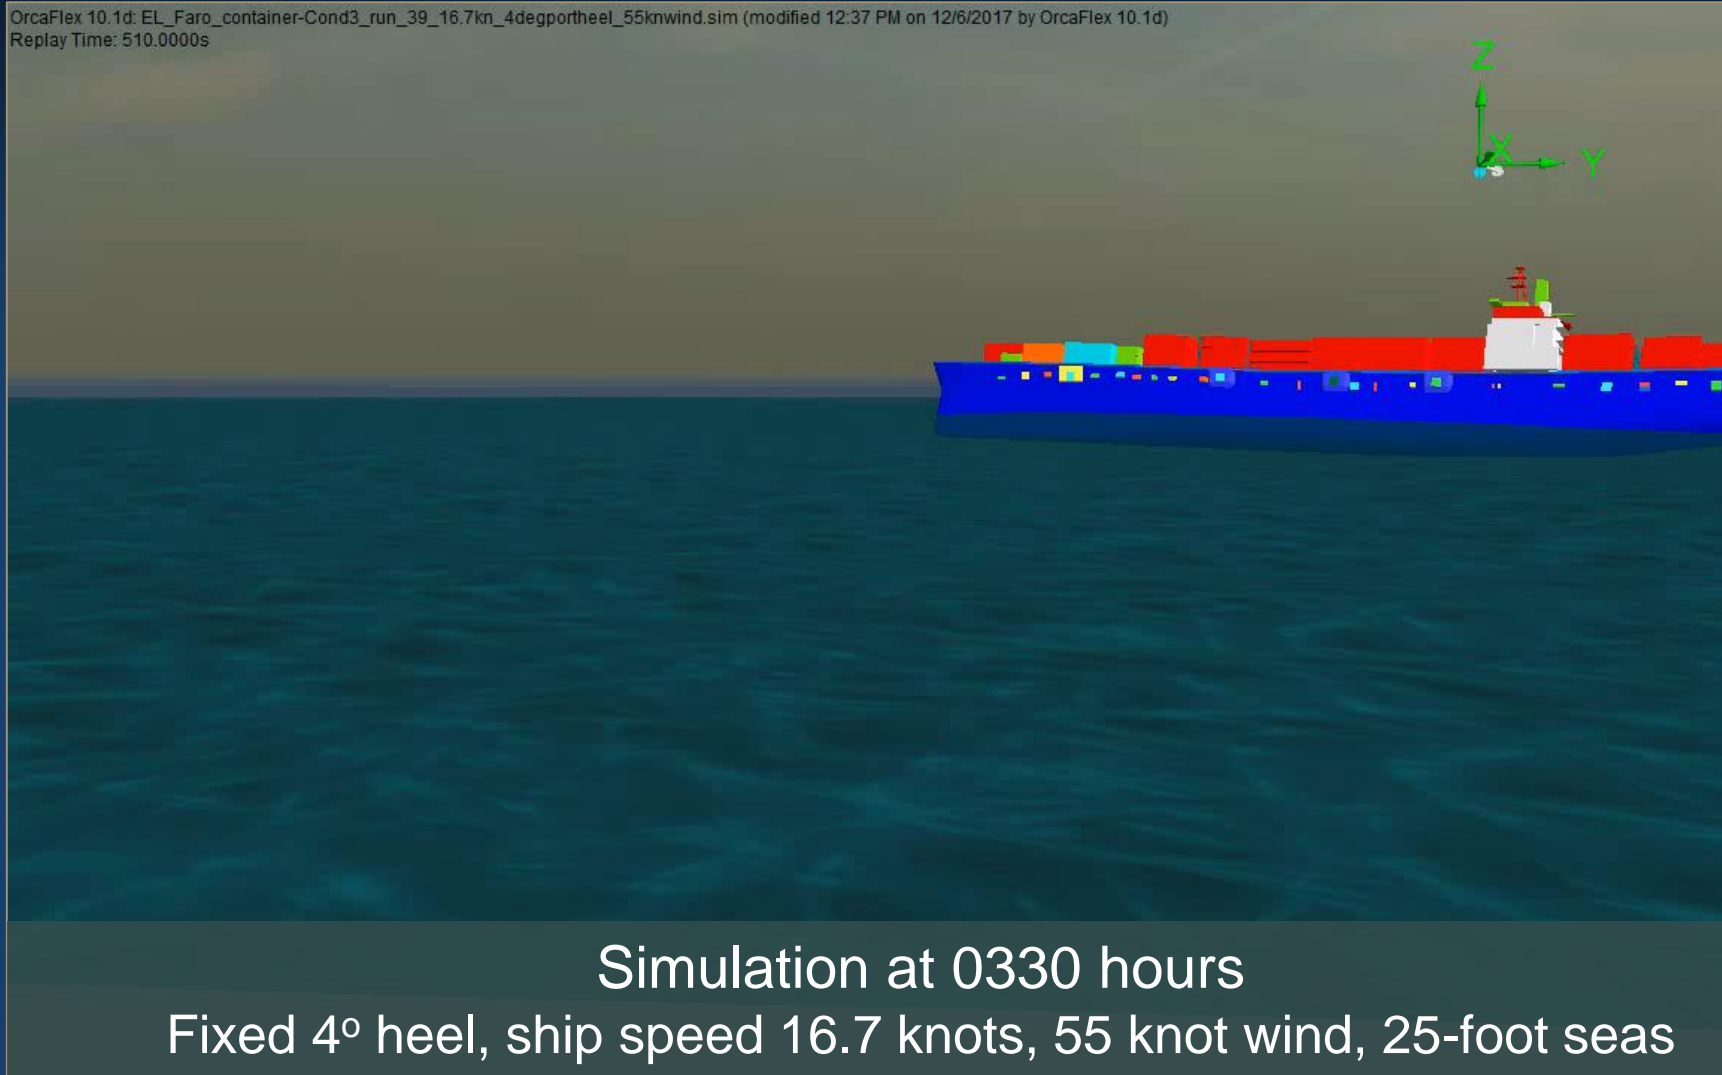 OrcaFlex 10.1d: EL_Faro_container-Cond3_run_39_16.7kn_4degportheel_55knwind.sim (modified 12:37 PM on 12/6/2017 by OrcaFlex 10.1d)
Replay Time: 510.0000s
Z
X
Y
Simulation at 0330 hours
Fixed 4º heel, ship speed 16.7 knots, 55 knot wind, 25-foot seas